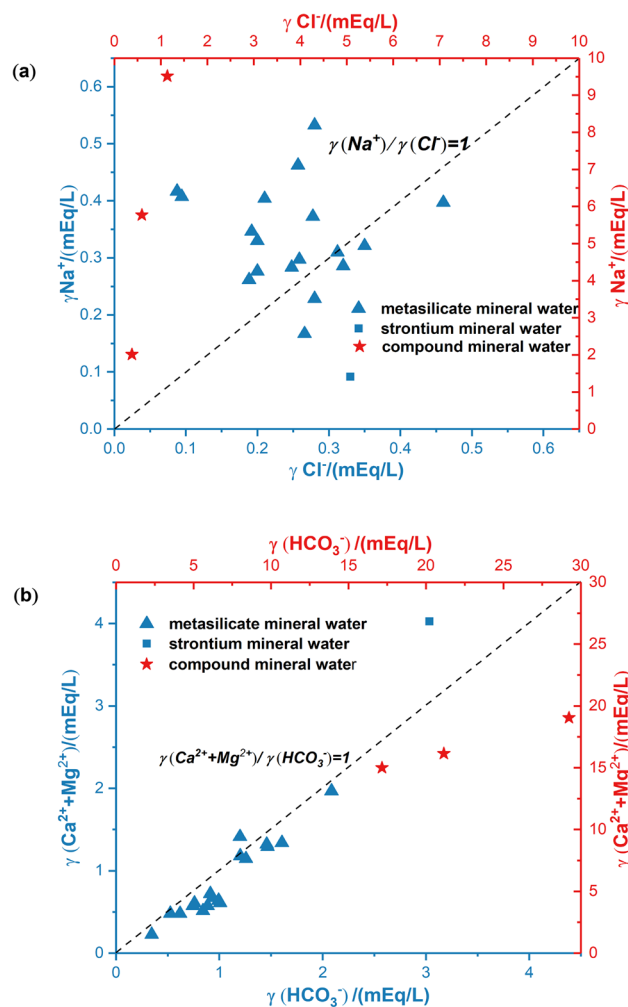 γ Cl⁻/(mEq/L)
0 1 2 3 4 5 6 7 8 9 10
(a)
γNa⁺/(mEq/L)
0.6
0.5
0.4
0.3
0.2
0.1
0.0
γ(Na⁺)/γ(Cl⁻)=1
metasilicate mineral water
strontium mineral water
compound mineral water
10
9
8
7
6
5
4
3
2
1
0
γ Na⁺/(mEq/L)
0.0 0.1 0.2 0.3 0.4 0.5 0.6
γ Cl⁻/(mEq/L)
γ (HCO₃⁻) /(mEq/L)
0 5 10 15 20 25 30
(b)
γ (Ca²⁺+Mg²⁺)/(mEq/L)
4
3
2
1
0
metasilicate mineral water
strontium mineral water
compound mineral water
γ(Ca²⁺+Mg²⁺)/ γ(HCO₃⁻)=1
30
25
20
15
10
5
0
γ (Ca²⁺+Mg²⁺)/(mEq/L)
0 1 2 3 4
γ (HCO₃⁻) /(mEq/L)